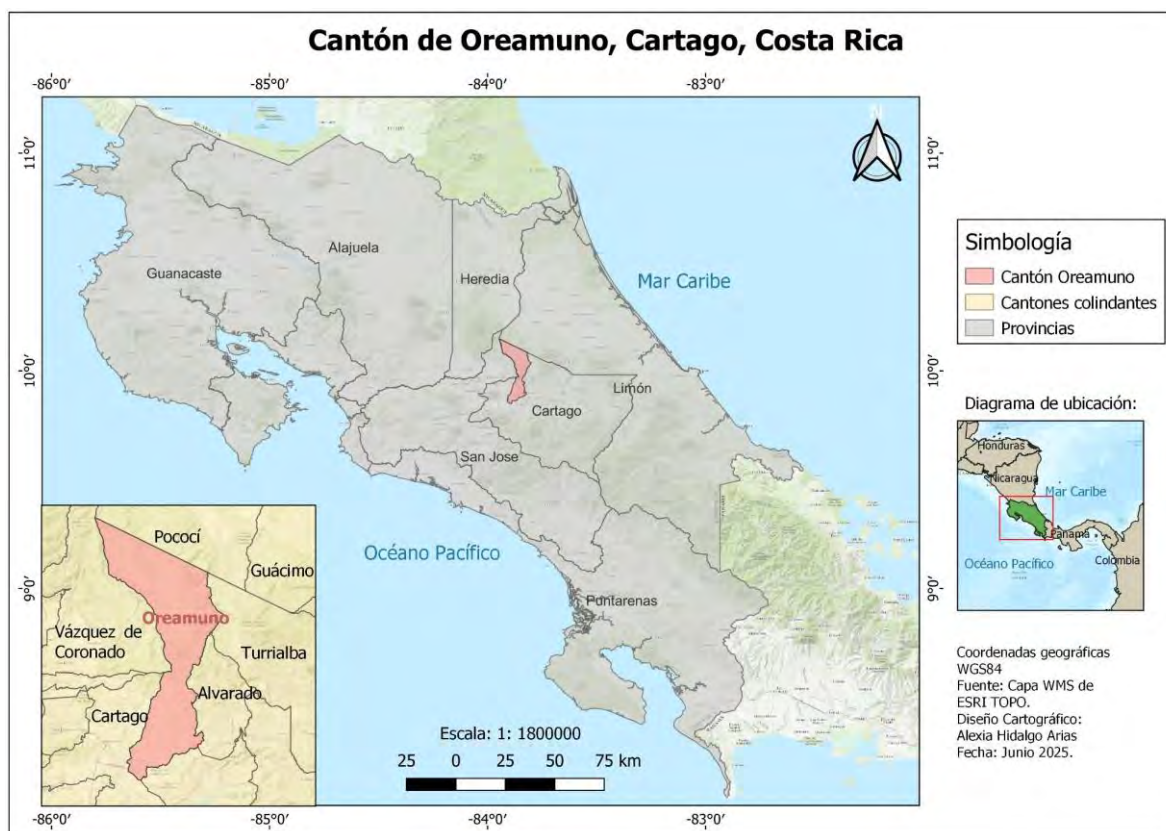 Cantón de Oreamuno, Cartago, Costa Rica
-86°0' -85°0' -84°0' -83°0'
11°0' 11°0'
10°0' 10°0'
9°0' 9°0'
N
Alajuela
Guanacaste
Heredia
Mar Caribe
Limón
Cartago
San Jose
Océano Pacífico
Pontarenas
Pococí
Guácimo
Oreamuno
Vázquez de
Coronado
Turrialba
Alvarado
Cartago
Escala: 1: 1800000
25 0 25 50 75 km
-86°0' -85°0' -84°0' -83°0'
Simbología
Cantón Oreamuno
Cantones colindantes
Provincias
Diagrama de ubicación:
Honduras
Nicaragua
Mar Caribe
Panamá
Océano Pacífico
Colombia
Coordenadas geográficas
WGS84
Fuente: Capa WMS de
ESRI TOPO.
Diseño Cartográfico:
Alexia Hidalgo Arias
Fecha: Junio 2025.